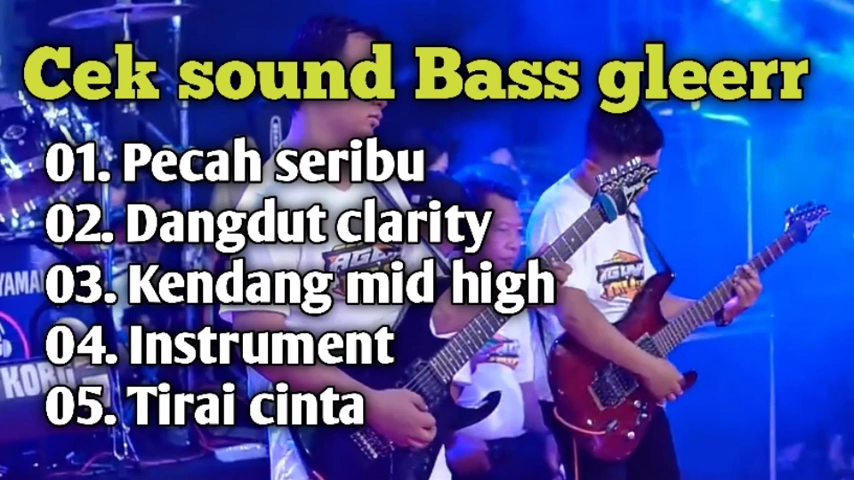 Cek sound Bass gleerr
01. Pecah seribu
02. Dangdut clarity
03. Kendang mid high
04. Instrument
05. Tirai cinta